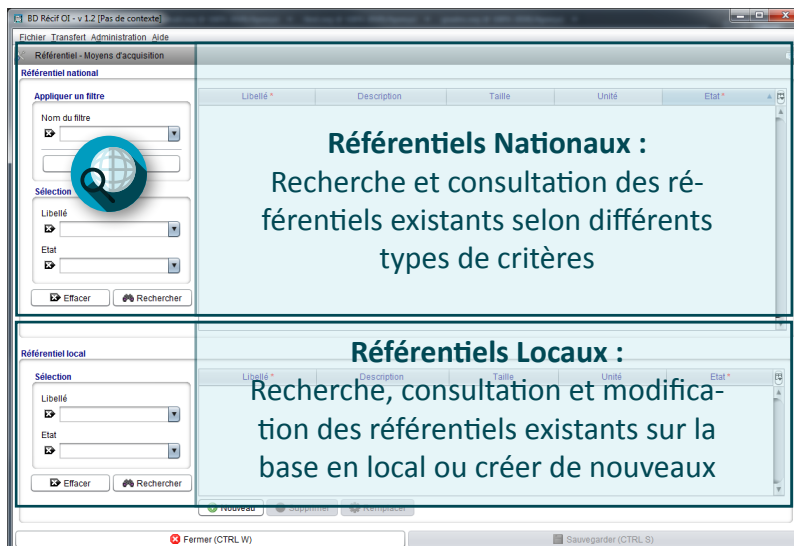 BD Récif OI - v 1.2 [Pas de contexte]
Fichier Transfert Administration Aide
Référentiel - Moyens d'acquisition
Référentiel national
Appliquer un filtre
Nom du filtre
Sélection
Libellé
Etat
Effacer Rechercher
Libellé * Description Taille Unité Etat *
Référentiels Nationaux :
Recherche et consultation des ré-
férentiels existants selon différents
types de critères
Référentiel local
Sélection
Libellé
Etat
Effacer Rechercher
Libellé * Description Taille Unité Etat *
Référentiels Locaux :
Recherche, consultation et modifica-
tion des référentiels existants sur la
base en local ou créer de nouveaux
Nouveau Supprimer Remplacer
Fermer (CTRL W) Sauvegarder (CTRL S)